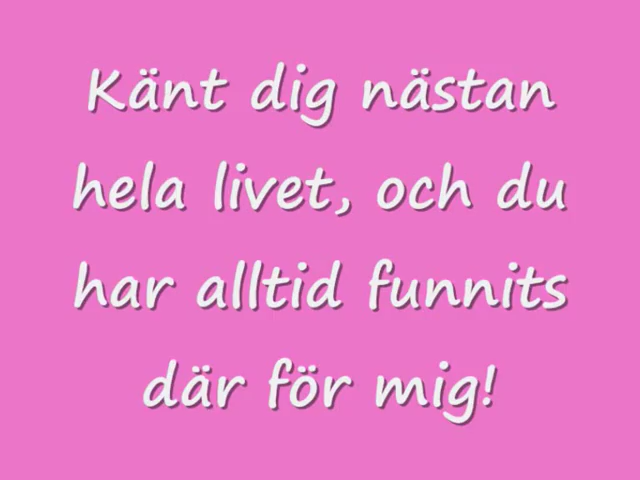 Känt dig nästan
hela livet, och du
har alltid funnits
där för mig!